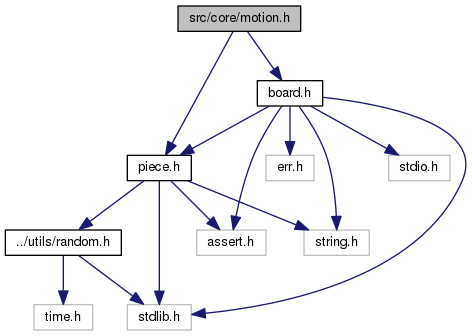 src/core/motion.h
board.h
piece.h
err.h
stdio.h
../utils/random.h
assert.h
string.h
time.h
stdlib.h